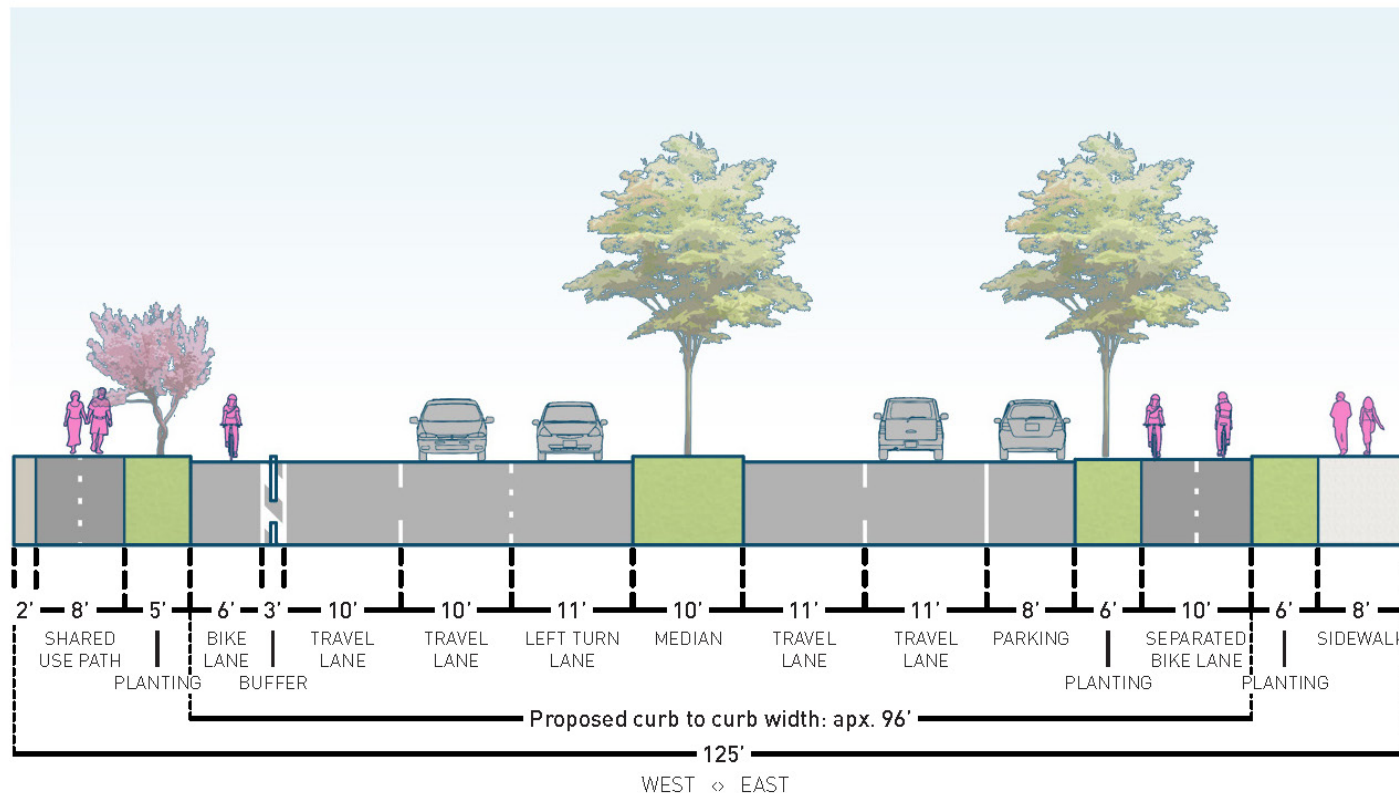 2' 8' 5' 6' 3' 10' 10' 11' 10' 11' 11' 8' 6' 10' 6' 8'
SHARED USE PATH
PLANTING
BIKE LANE
BUFFER
TRAVEL LANE
TRAVEL LANE
LEFT TURN LANE
MEDIAN
TRAVEL LANE
TRAVEL LANE
PARKING
PLANTING
SEPARATED BIKE LANE
PLANTING
SIDEWALK
Proposed curb to curb width: apx. 96'
125'
WEST <> EAST